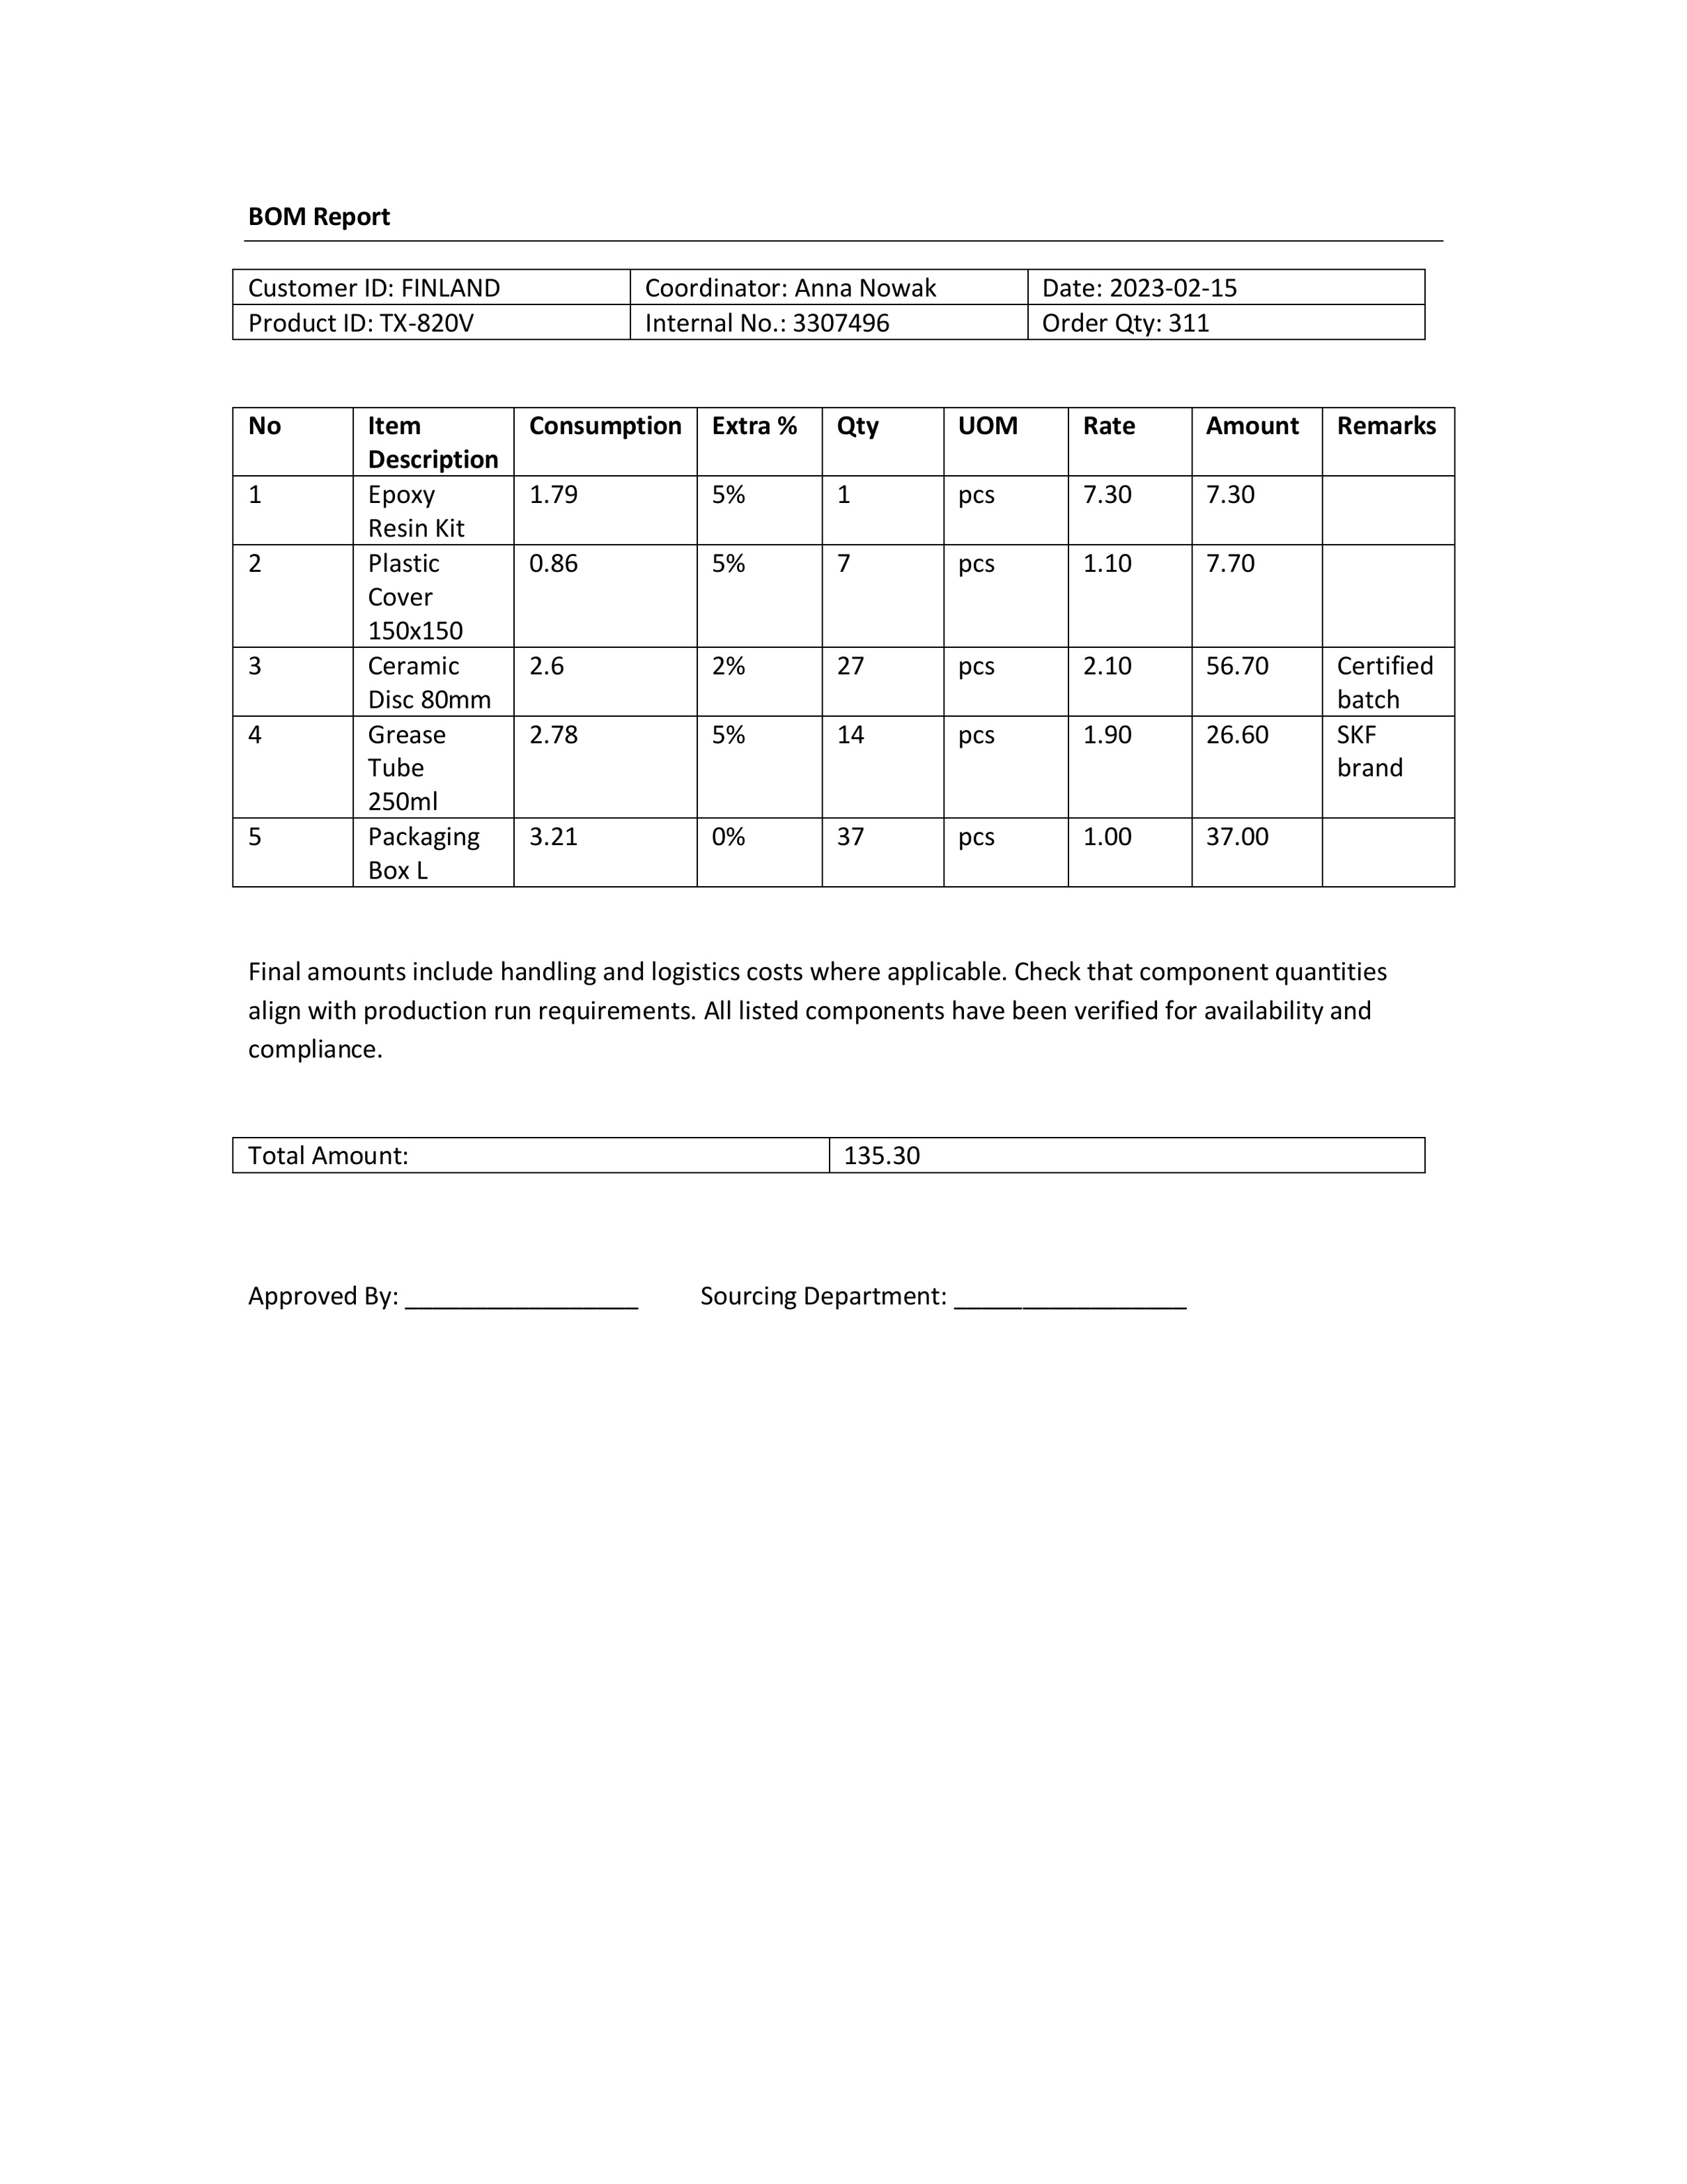 BOM Report
Customer ID: FINLAND Coordinator: Anna Nowak Date: 2023-02-15
Product ID: TX-820V Internal No.: 3307496 Order Qty: 311
No Item Consumption Extra % Qty UOM Rate Amount Remarks
Description
1 Epoxy 1.79 5% 1 pcs 7.30 7.30
Resin Kit
2 Plastic 0.86 5% 7 pcs 1.10 7.70
Cover
150x150
3 Ceramic 2.6 2% 27 pcs 2.10 56.70 Certified
Disc 80mm batch
4 Grease 2.78 5% 14 pcs 1.90 26.60 SKF
Tube brand
250ml
5 Packaging 3.21 0% 37 pcs 1.00 37.00
Box L
Final amounts include handling and logistics costs where applicable. Check that component quantities
align with production run requirements. All listed components have been verified for availability and
compliance.
Total Amount: 135.30
Approved By: _________________ Sourcing Department: _________________